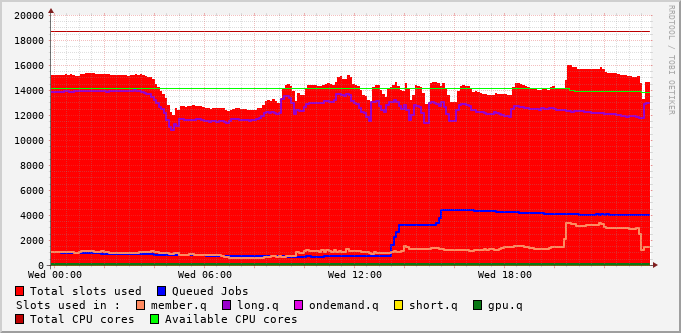 20000
18000
16000
14000
12000
10000
8000
6000
4000
2000
0
Wed 00:00 Wed 06:00 Wed 12:00 Wed 18:00
RRDTOOL / TOBI OETIKER
Total slots used Queued Jobs
Slots used in : member.q long.q ondemand.q short.q gpu.q
Total CPU cores Available CPU cores